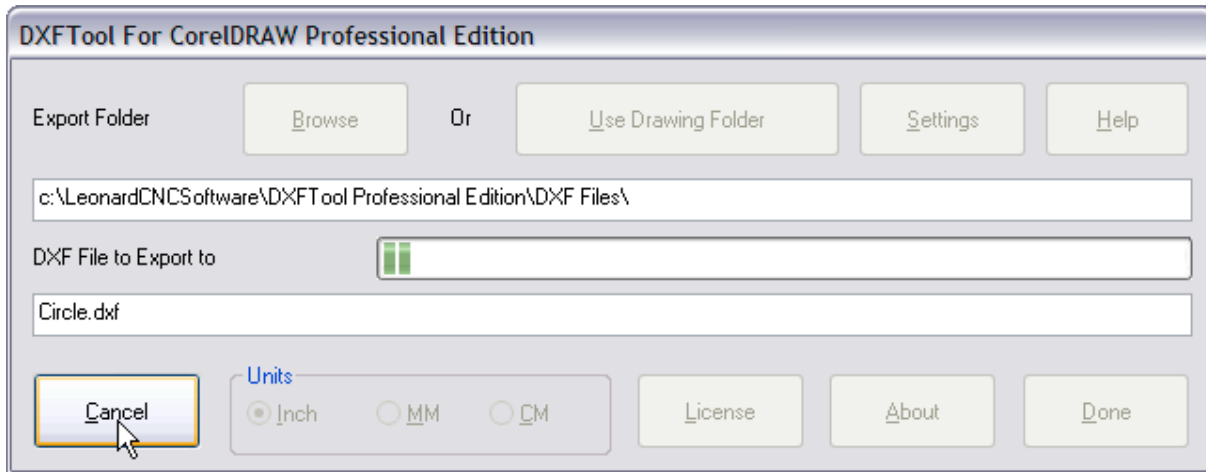 DXFTool For CorelDRAW Professional Edition
Export Folder Browse Or Use Drawing Folder Settings Help
c:\LeonardCNCSoftware\DXFTool Professional Edition\DXF Files\
DXF File to Export to
Circle.dxf
Units
Cancel Inch MM CM License About Done